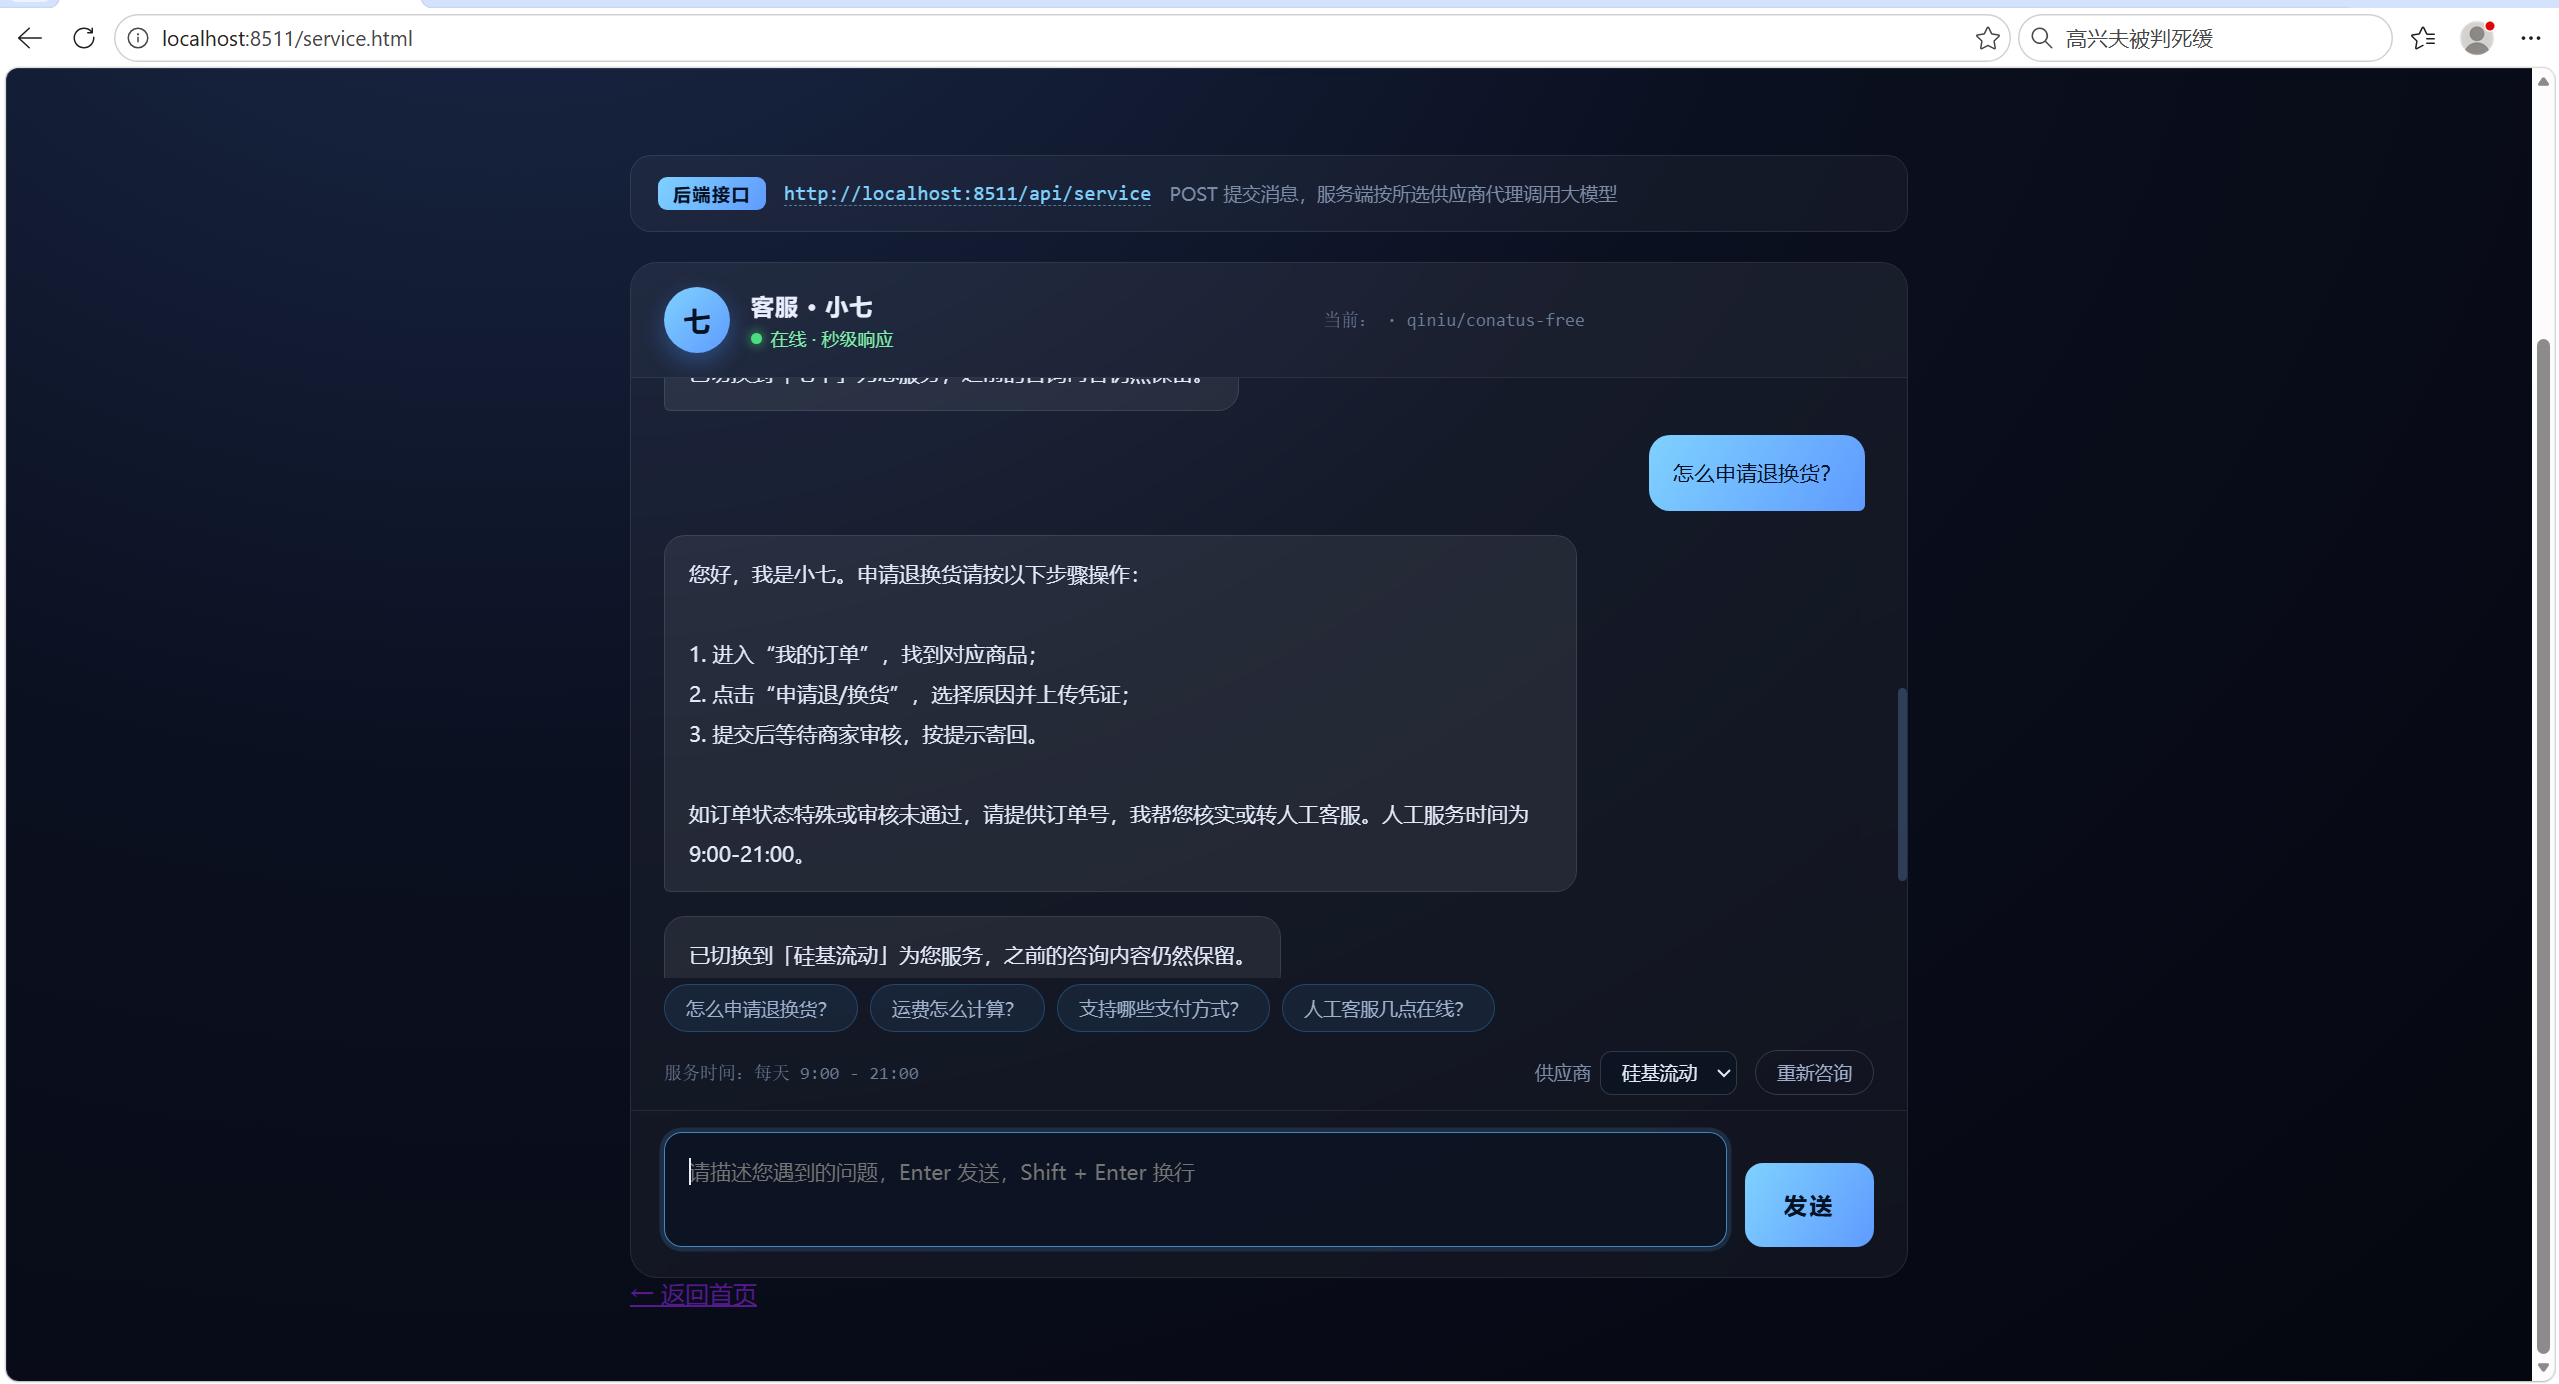 localhost:8511/service.html
高兴夫被判死缓
后端接口 http://localhost:8511/api/service POST 提交消息，服务端按所选供应商代理调用大模型
七
客服 · 小七
在线 · 秒级响应
当前： · qiniu/conatus-free
怎么申请退换货？
您好，我是小七。申请退换货请按以下步骤操作：
1. 进入“我的订单”，找到对应商品；
2. 点击“申请退/换货”，选择原因并上传凭证；
3. 提交后等待商家审核，按提示寄回。
如订单状态特殊或审核未通过，请提供订单号，我帮您核实或转人工客服。人工服务时间为
9:00-21:00。
已切换到「硅基流动」为您服务，之前的咨询内容仍然保留。
怎么申请退换货？ 运费怎么计算？ 支持哪些支付方式？ 人工客服几点在线？
服务时间：每天 9:00 - 21:00
供应商 硅基流动 重新咨询
请描述您遇到的问题，Enter 发送，Shift + Enter 换行
发送
← 返回首页